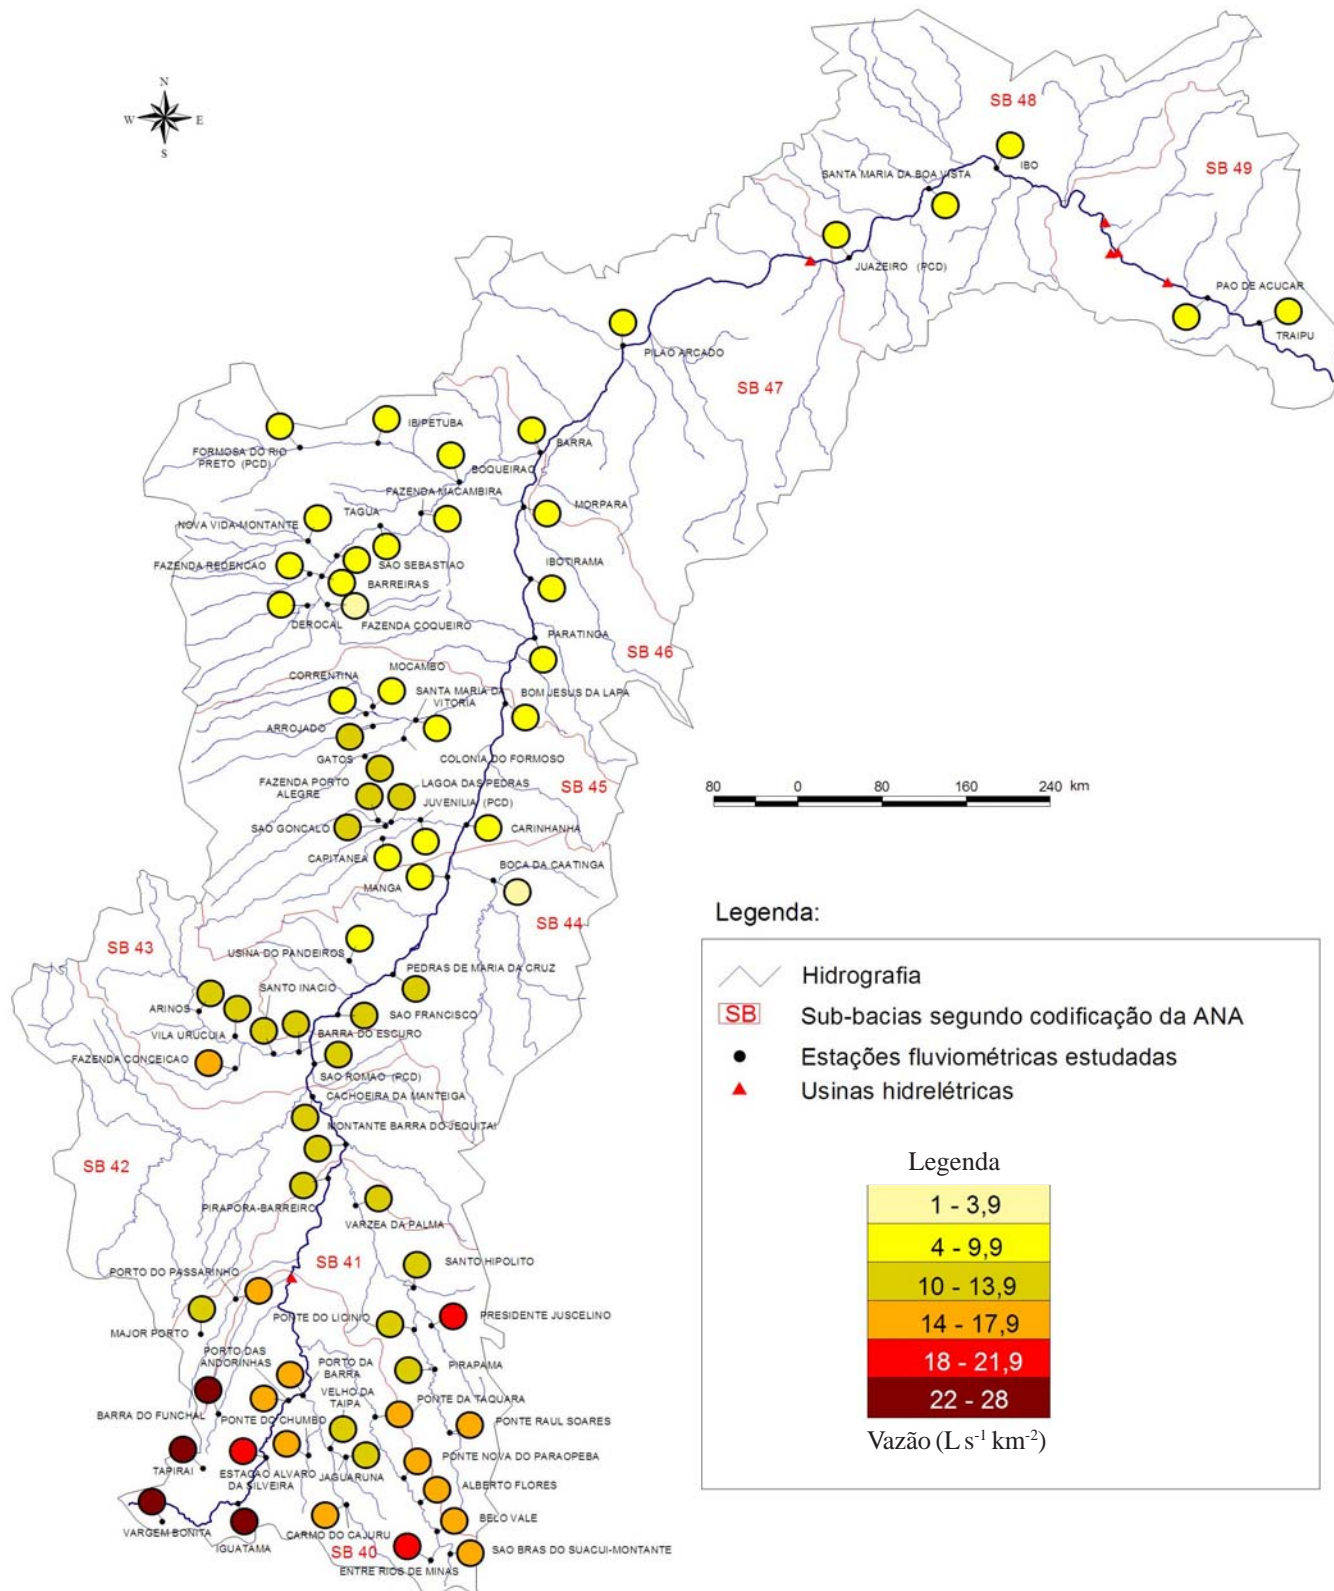 N
W
E
S
SB 48
IBO
SANTA MARIA DA BOA VISTA
SB 49
JUAZEIRO (PCD)
PAO DE ACUCAR
TRAIPU
PILAO ARCADO
SB 47
IBIPETUBA
FORMOSA DO RIO
PRETO (PCD)
BARRA
BOQUEIRAO
FAZENDA MACAMBIRA
MORPARA
TAGUA
NOVA VIDA-MONTANTE
FAZENDA REDENCAO
SÃO SEBASTIAO
IBOTIRAMA
BARREIRAS
DEROCAL
FAZENDA COQUEIRO
PARATINGA
SB 46
MOCAMBO
CORRENTINA
SANTA MARIA DA
VITORIA
BOM JESUS DA LAPA
ARROJADO
GATOS
COLONIA DO FORMOSO
FAZENDA PORTO
ALEGRE
LAGOA DAS PEDRAS
SB 45
JUVENILIA (PCD)
SAO GONCALO
CARINHANHA
CAPITANEA
BOCA DA CAATINGA
MANGA
SB 44
80 0 80 160 240 km
Legenda:
Hidrografia
SB Sub-bacias segundo codificação da ANA
Estações fluviométricas estudadas
Usinas hidrelétricas
SB 43
USINA DO PANDEIROS
PEDRAS DE MARIA DA CRUZ
SANTO INACIO
ARINOS
SAO FRANCISCO
VILA URUCUIA
BARRA DO ESCURO
FAZENDA CONCEICAO
SAO ROMAO (PCD)
CACHOEIRA DA MANTEIGA
MONTANTE BARRA DO JEQUITAI
SB 42
PIRAPORA-BARREIRO
VARZEA DA PALMA
SB 41
SANTO HIPOLITO
PORTO DO PASSARINHO
PONTE DO LICINIO
PRESIDENTE JUSCELINO
MAJOR PORTO
PORTO DAS
ANDORINHAS
PORTO DA
BARRA
PIRAPAMA
VELHO DA
TAIPA
PONTE DA TAQUARA
BARRA DO FUNCHAL
PONTE DO CHUMBO
PONTE RAUL SOARES
PONTE NOVA DO PARAOPEBA
TAPIRAI
ESTACAO ALVARO
DA SILVEIRA
JAGUARUNA
ALBERTO FLORES
BELO VALE
VARGEM BONITA
IGUATAMA
CARMO DO CAJURU
SB 40
ENTRE RIOS DE MINAS
SAO BRAS DO SUACUI-MONTANTE
Legenda
1 - 3,9
4 - 9,9
10 - 13,9
14 - 17,9
18 - 21,9
22 - 28
Vazão (L s-1 km-2)